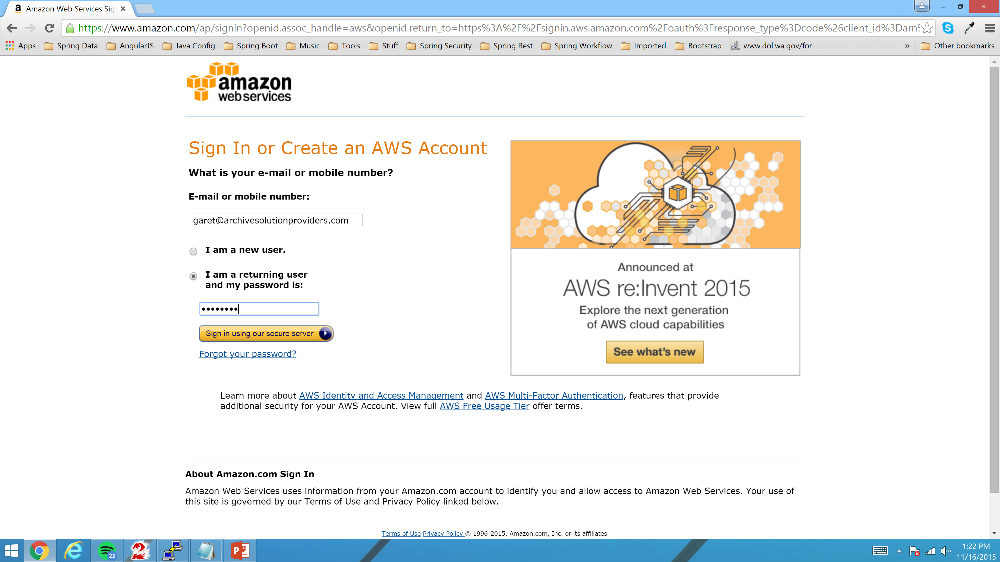 Amazon Web Services Sig
https://www.amazon.com/ap/signin?openid.assoc_handle=aws&openid.return_to=https%3A%2F%2Fsignin.aws.amazon.com%2Foauth%3Fresponse_type%3Dcode%26client_id%3Darn
Apps Spring Data AngularJS Java Config Spring Boot Music Tools Stuff Spring Security Spring Rest Spring Workflow Imported Bootstrap www.dol.wa.gov/for... » Other bookmarks
amazon
web services
Sign In or Create an AWS Account
What is your e-mail or mobile number?
E-mail or mobile number:
garet@archivesolutionproviders.com
I am a new user.
I am a returning user
and my password is:
Sign in using our secure server
Forgot your password?
Announced at
AWS re:Invent 2015
Explore the next generation
of AWS cloud capabilities
See what's new
Learn more about AWS Identity and Access Management and AWS Multi-Factor Authentication, features that provide
additional security for your AWS Account. View full AWS Free Usage Tier offer terms.
About Amazon.com Sign In
Amazon Web Services uses information from your Amazon.com account to identify you and allow access to Amazon Web Services. Your use of
this site is governed by our Terms of Use and Privacy Policy linked below.
Terms of Use Privacy Policy © 1996-2015, Amazon.com, Inc. or its affiliates
22
1:22 PM
11/16/2015